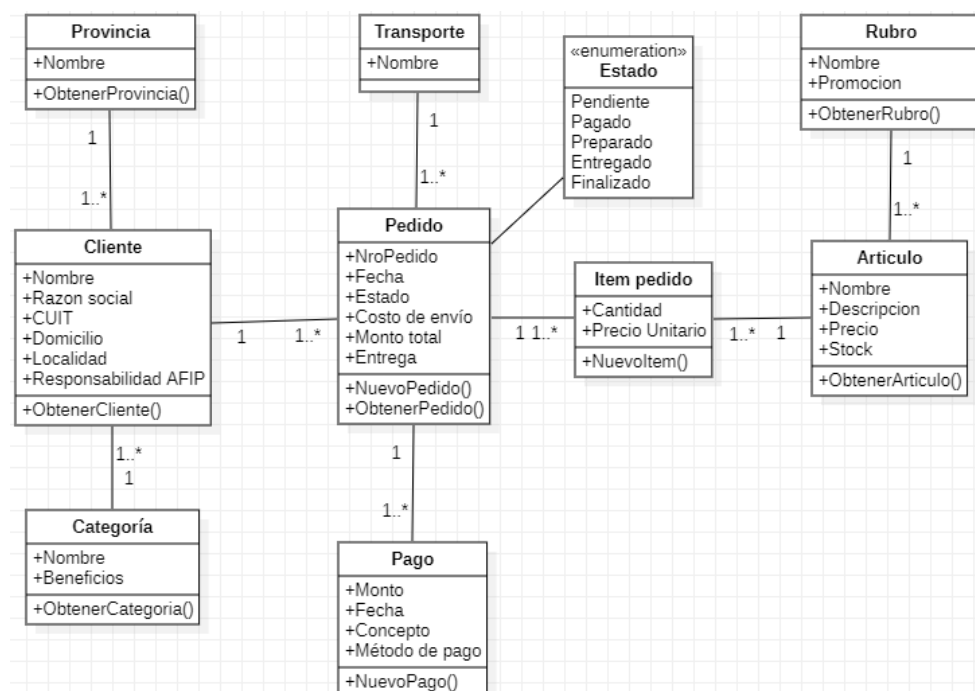 Provincia
+Nombre
+ObtenerProvincia()
1
1..*
Transporte
+Nombre
1
1..*
«enumeration»
Estado
Pendiente
Pagado
Preparado
Entregado
Finalizado
Rubro
+Nombre
+Promocion
+ObtenerRubro()
1
1..*
Cliente
+Nombre
+Razon social
+CUIT
+Domicilio
+Localidad
+Responsabilidad AFIP
+ObtenerCliente()
1
1..*
Pedido
+NroPedido
+Fecha
+Estado
+Costo de envío
+Monto total
+Entrega
+NuevoPedido()
+ObtenerPedido()
1 1..*
Item pedido
+Cantidad
+Precio Unitario
+NuevoItem()
1..* 1
Articulo
+Nombre
+Descripcion
+Precio
+Stock
+ObtenerArticulo()
1..*
1
Categoría
+Nombre
+Beneficios
+ObtenerCategoria()
1
1..*
Pago
+Monto
+Fecha
+Concepto
+Método de pago
+NuevoPago()